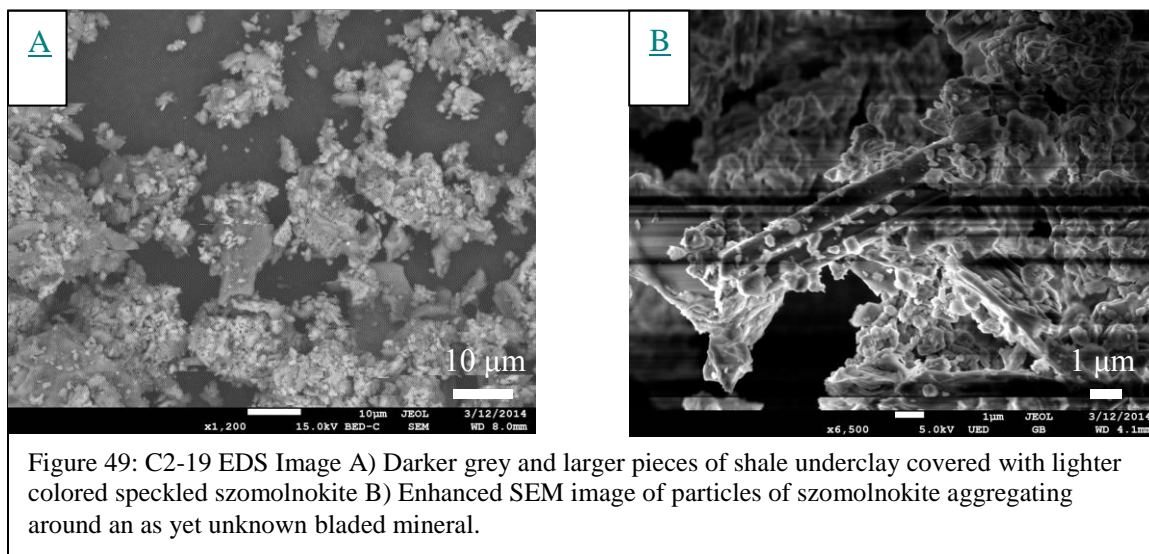 A
10 μm
10μm JEOL 3/12/2014
x1,200 15.0kV BED-C SEM WD 8.0mm
B
1 μm
1μm JEOL 3/12/2014
x6,500 5.0kV UED GB WD 4.1mm
Figure 49: C2-19 EDS Image A) Darker grey and larger pieces of shale underclay covered with lighter
colored speckled szomolnokite B) Enhanced SEM image of particles of szomolnokite aggregating
around an as yet unknown bladed mineral.